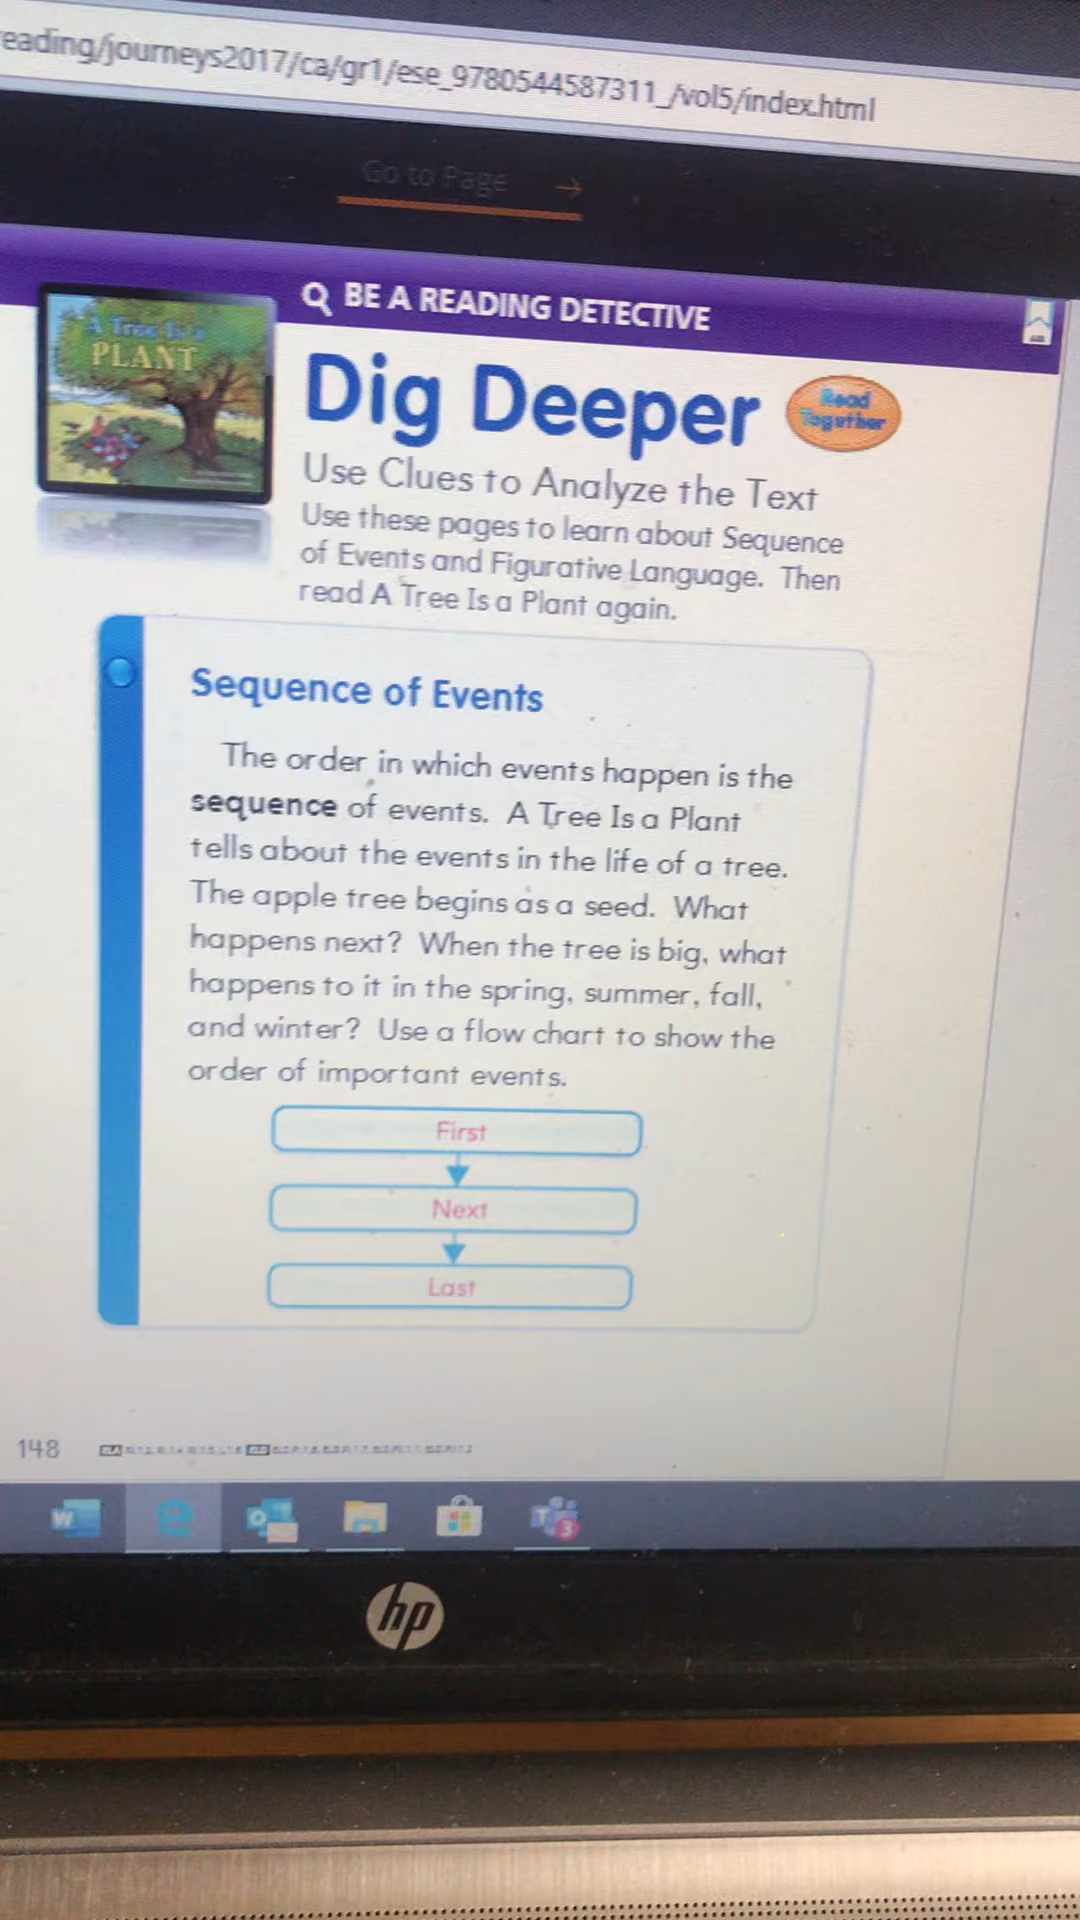 eading/journeys2017/ca/gr1/ese_9780544587311_/vol5/index.html
Go to Page →
BE A READING DETECTIVE
A Tree Is a
PLANT
Dig Deeper
Read
Together
Use Clues to Analyze the Text
Use these pages to learn about Sequence
of Events and Figurative Language. Then
read A Tree Is a Plant again.
Sequence of Events
The order in which events happen is the
sequence of events. A Tree Is a Plant
tells about the events in the life of a tree.
The apple tree begins as a seed. What
happens next? When the tree is big, what
happens to it in the spring, summer, fall,
and winter? Use a flow chart to show the
order of important events.
First
Next
Last
148
ELA
ELD
W
O
T
3
hp